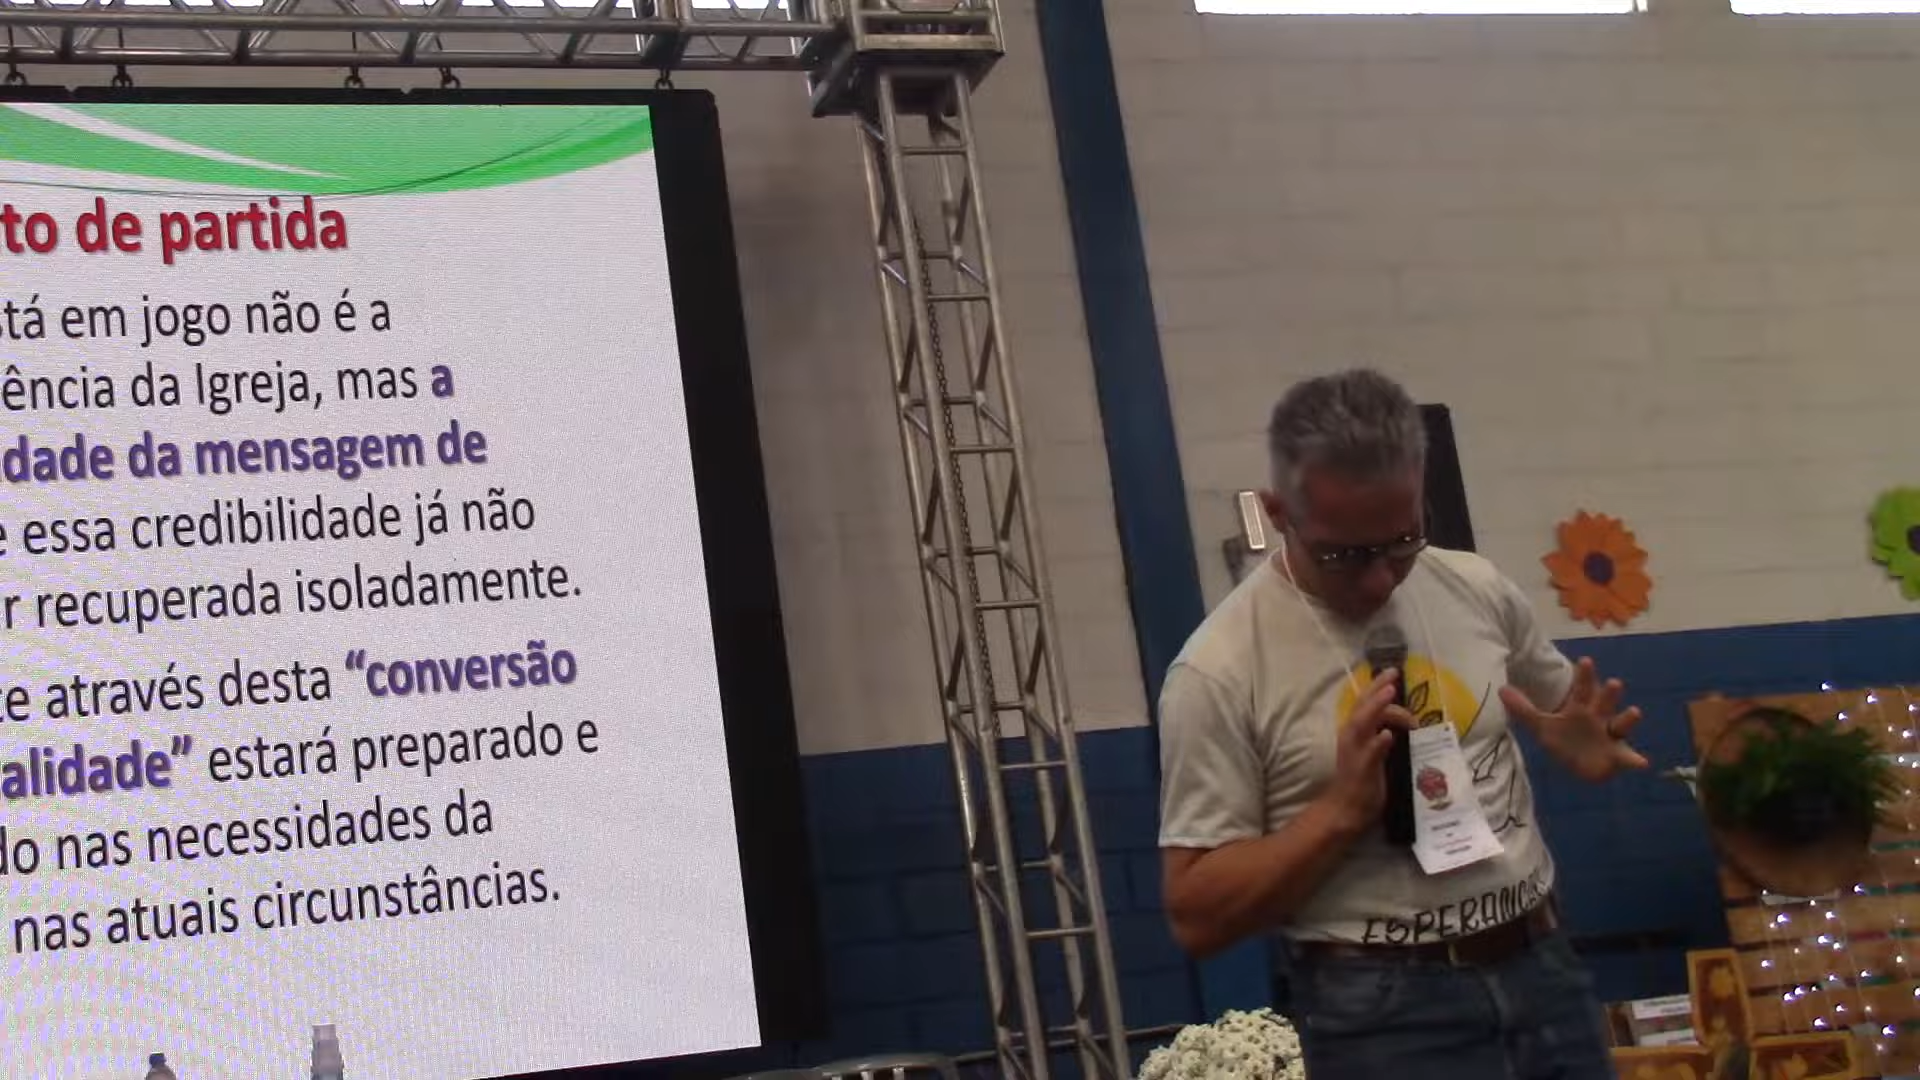 to de partida
stá em jogo não é a
ência da Igreja, mas a
dade da mensagem de
e essa credibilidade já não
r recuperada isoladamente.
te através desta “conversão
alidade” estará preparado e
do nas necessidades da
nas atuais circunstâncias.
ESPERANÇA